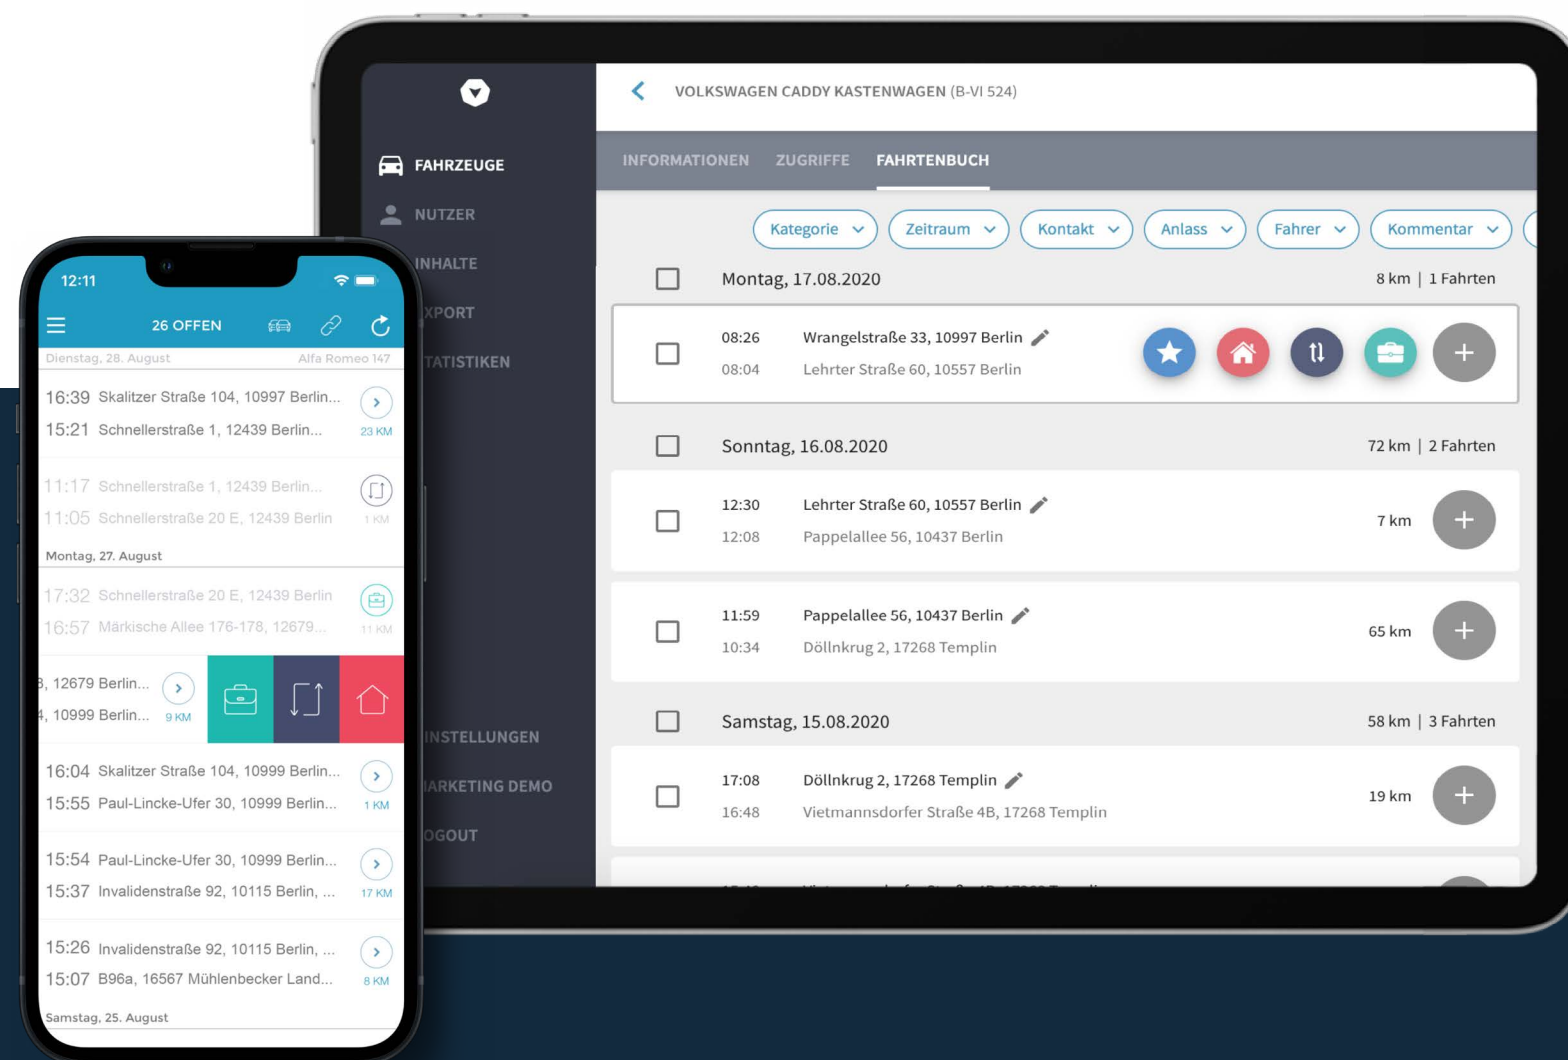 VOLKSWAGEN CADDY KASTENWAGEN (B-VI 524)
FAHRZEUGE
NUTZER
INHALTE
XPORT
TATISTIKEN
INSTELLUNGEN
MARKETING DEMO
OGOUT
INFORMATIONEN ZUGRIFFE FAHRTENBUCH
Kategorie Zeitraum Kontakt Anlass Fahrer Kommentar
Montag, 17.08.2020 8 km | 1 Fahrten
08:26 Wrangelstraße 33, 10997 Berlin
08:04 Lehrter Straße 60, 10557 Berlin
Sonntag, 16.08.2020 72 km | 2 Fahrten
12:30 Lehrter Straße 60, 10557 Berlin
7 km
12:08 Pappelallee 56, 10437 Berlin
11:59 Pappelallee 56, 10437 Berlin
65 km
10:34 Döllnkrug 2, 17268 Templin
Samstag, 15.08.2020 58 km | 3 Fahrten
17:08 Döllnkrug 2, 17268 Templin
19 km
16:48 Vietmannsdorfer Straße 4B, 17268 Templin
12:11
26 OFFEN
Dienstag, 28. August Alfa Romeo 147
16:39 Skalitzer Straße 104, 10997 Berlin...
15:21 Schnellerstraße 1, 12439 Berlin... 23 KM
11:17 Schnellerstraße 1, 12439 Berlin...
11:05 Schnellerstraße 20 E, 12439 Berlin 1 KM
Montag, 27. August
17:32 Schnellerstraße 20 E, 12439 Berlin
16:57 Märkische Allee 176-178, 12679... 11 KM
3, 12679 Berlin...
4, 10999 Berlin... 9 KM
16:04 Skalitzer Straße 104, 10999 Berlin...
15:55 Paul-Lincke-Ufer 30, 10999 Berlin... 1 KM
15:54 Paul-Lincke-Ufer 30, 10999 Berlin...
15:37 Invalidenstraße 92, 10115 Berlin, ... 17 KM
15:26 Invalidenstraße 92, 10115 Berlin, ...
15:07 B96a, 16567 Mühlenbecker Land... 8 KM
Samstag, 25. August